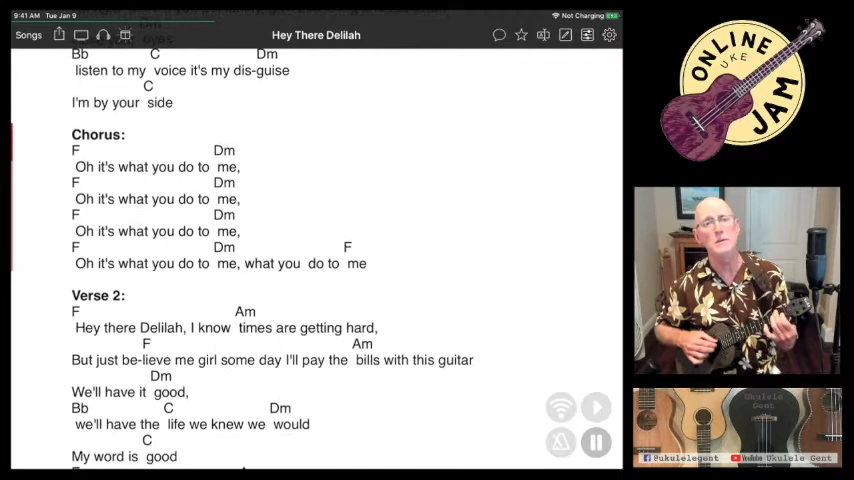 9:41 AM Tue Jan 9
Not Charging
Songs
Hey There Delilah
Dm
eyes
Bb C Dm
listen to my voice it's my dis-guise
C
I'm by your side
Chorus:
F Dm
Oh it's what you do to me,
F Dm
Oh it's what you do to me,
F Dm
Oh it's what you do to me,
F Dm F
Oh it's what you do to me, what you do to me
Verse 2:
F Am
Hey there Delilah, I know times are getting hard,
F Am
But just be-lieve me girl some day I'll pay the bills with this guitar
Dm
We'll have it good,
Bb C Dm
we'll have the life we knew we would
C
My word is good
ONLINE
UKE
JAM
Ukulele
Gent
@ukulelegent
YouTube Ukulele Gent